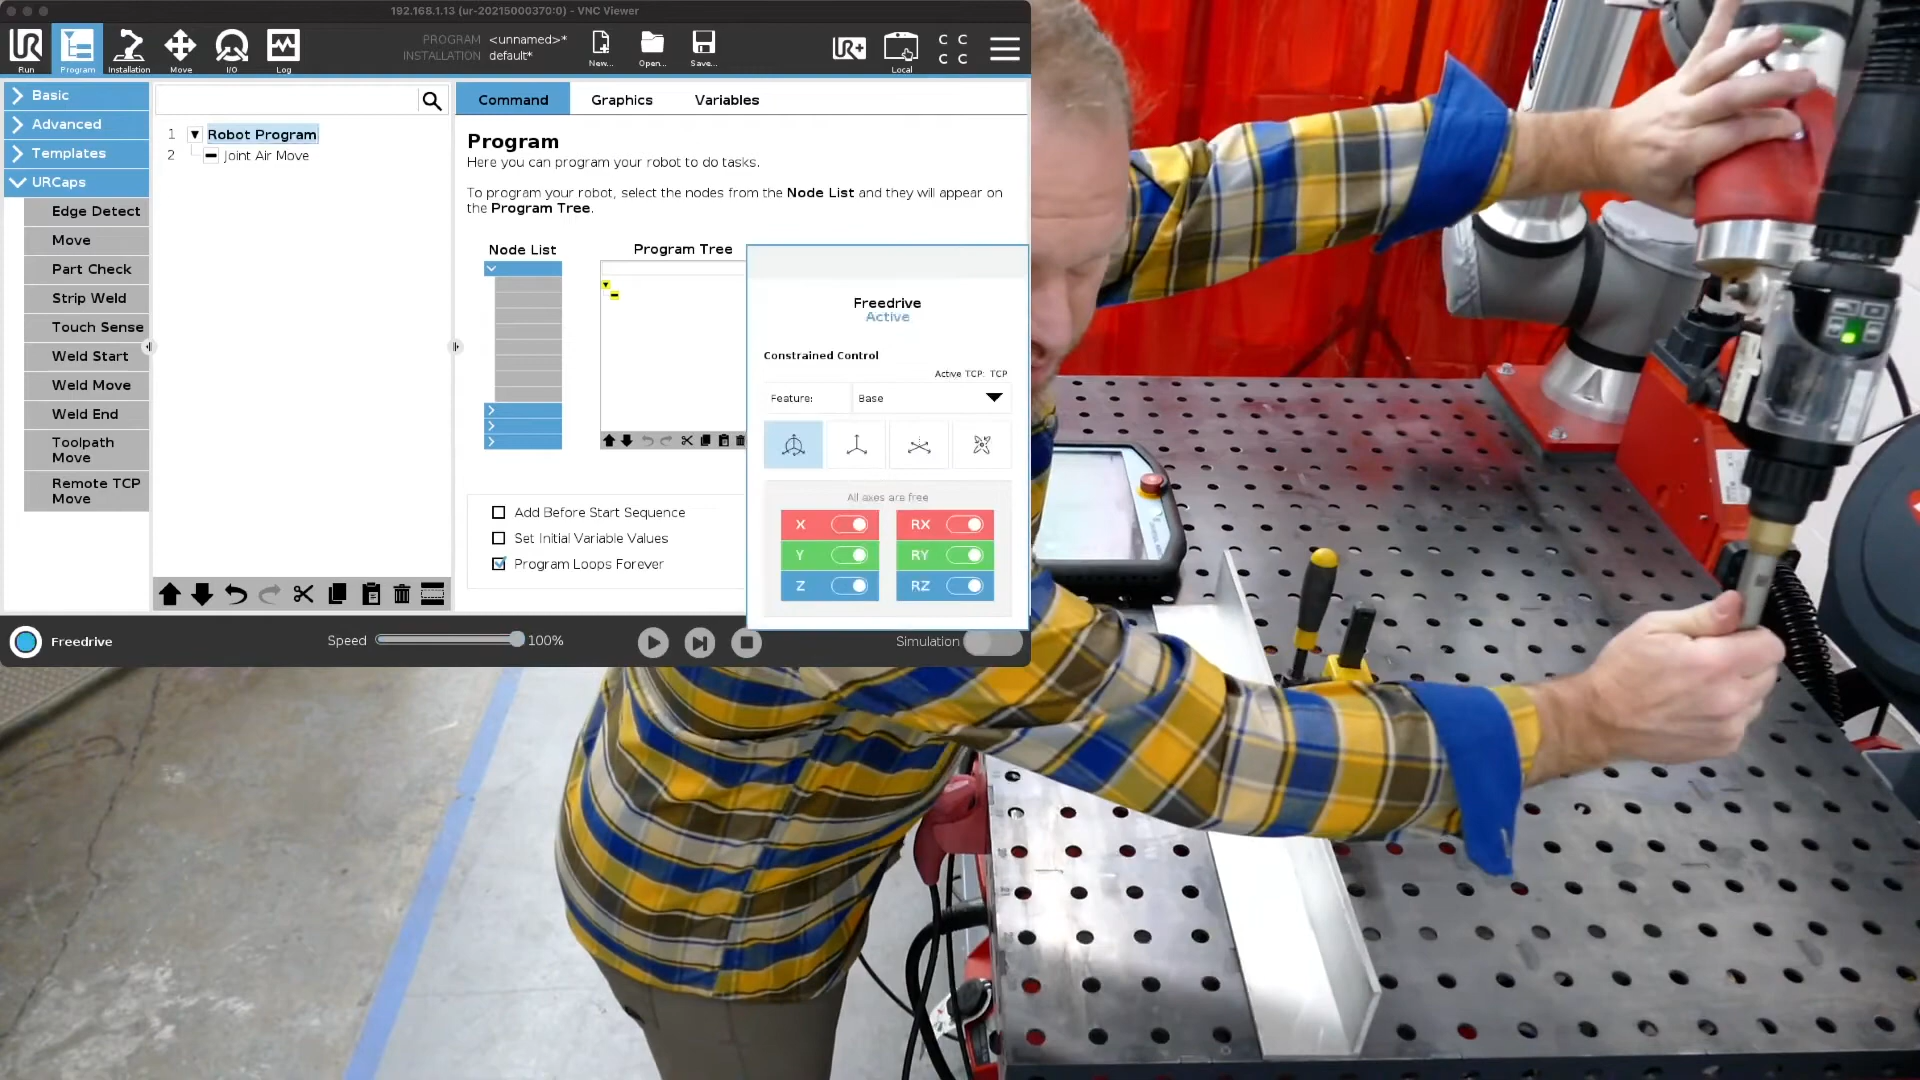 192.168.1.13 (ur-20215000370:0) - VNC Viewer
Run
Program
Installation
Move
I/O
Log
PROGRAM <unnamed>*
INSTALLATION default*
New...
Open...
Save...
UR+
Local
C C
C C
Basic
Advanced
Templates
URCaps
Edge Detect
Move
Part Check
Strip Weld
Touch Sense
Weld Start
Weld Move
Weld End
Toolpath
Move
Remote TCP
Move
1 Robot Program
2 Joint Air Move
Command Graphics Variables
Program
Here you can program your robot to do tasks.
To program your robot, select the nodes from the Node List and they will appear on
the Program Tree.
Node List Program Tree
Add Before Start Sequence
Set Initial Variable Values
Program Loops Forever
Freedrive
Active
Constrained Control
Active TCP: TCP
Feature: Base
All axes are free
X RX
Y RY
Z RZ
Freedrive
Speed 100%
Simulation